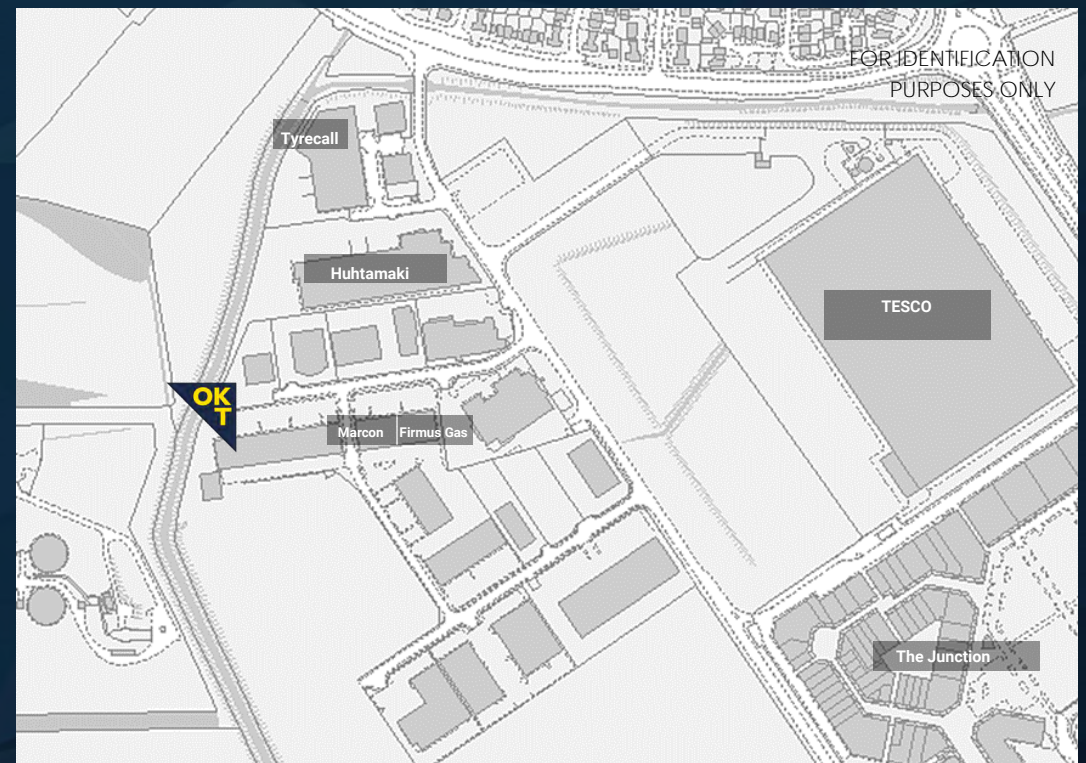 FOR IDENTIFICATION
PURPOSES ONLY
Tyrecall
Huhtamaki
TESCO
OK
T
Marcon
Firmus Gas
The Junction